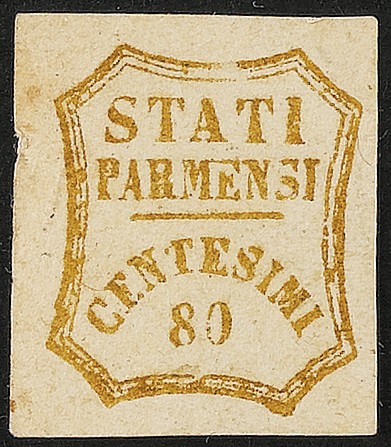 STATI
PARMENSI
CENTESIMI
80